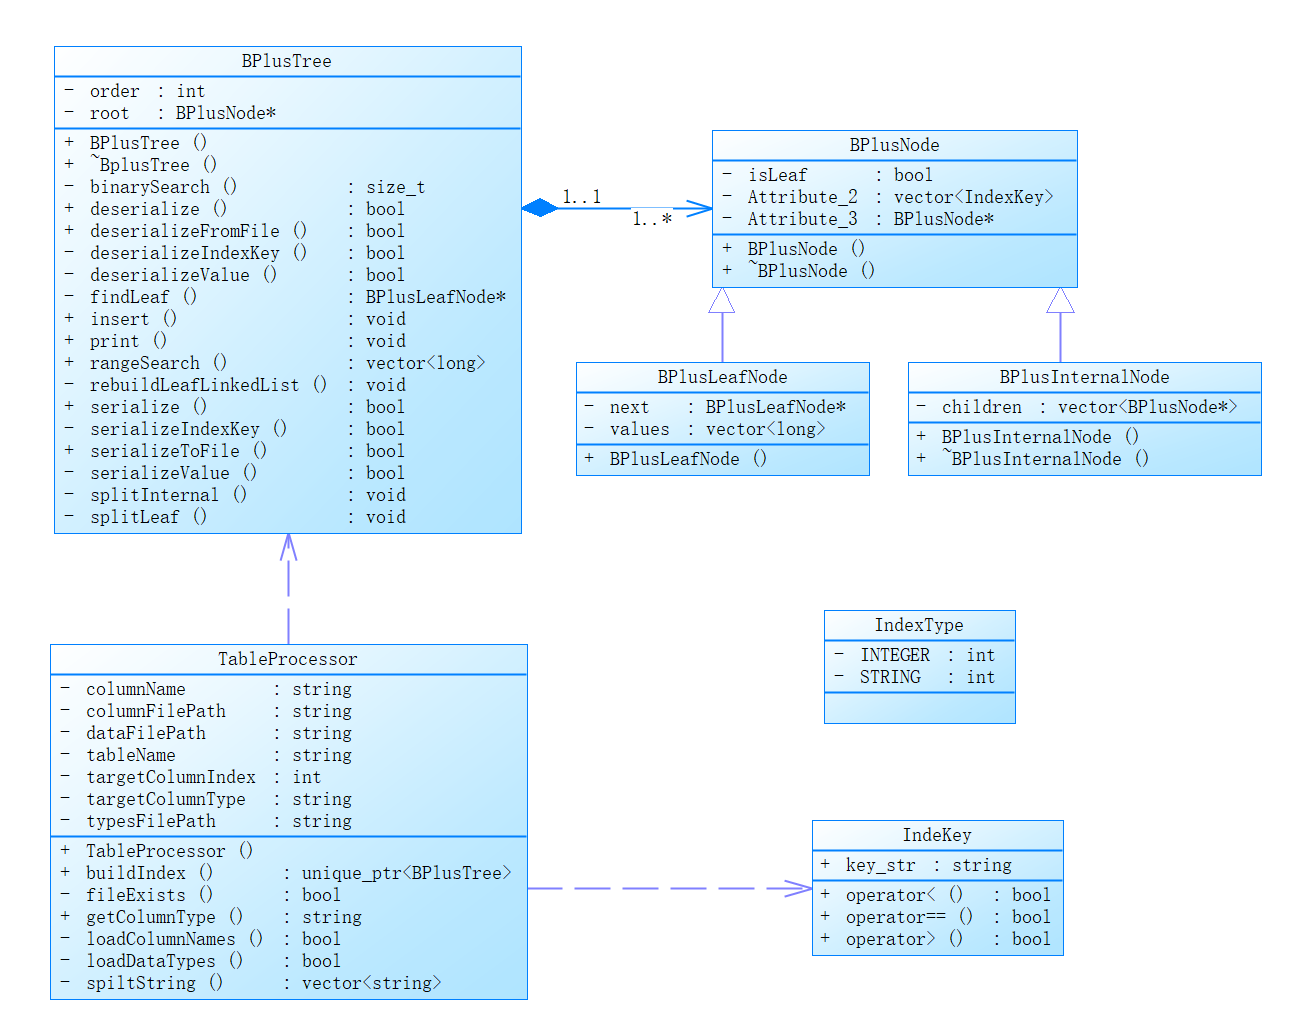 BPlusTree
- order : int
- root : BPlusNode*
+ BPlusTree ()
+ ~BplusTree ()
- binarySearch () : size_t
+ deserialize () : bool
+ deserializeFromFile () : bool
- deserializeIndexKey () : bool
- deserializeValue () : bool
- findLeaf () : BPlusLeafNode*
+ insert () : void
+ print () : void
+ rangeSearch () : vector<long>
- rebuildLeafLinkedList () : void
+ serialize () : bool
- serializeIndexKey () : bool
+ serializeToFile () : bool
- serializeValue () : bool
- splitInternal () : void
- splitLeaf () : void
1..1
1..*
BPlusNode
- isLeaf : bool
- Attribute_2 : vector<IndexKey>
- Attribute_3 : BPlusNode*
+ BPlusNode ()
+ ~BPlusNode ()
BPlusLeafNode
- next : BPlusLeafNode*
- values : vector<long>
+ BPlusLeafNode ()
BPlusInternalNode
- children : vector<BPlusNode*>
+ BPlusInternalNode ()
+ ~BPlusInternalNode ()
IndexType
- INTEGER : int
- STRING : int
TableProcessor
- columnName : string
- columnFilePath : string
- dataFilePath : string
- tableName : string
- targetColumnIndex : int
- targetColumnType : string
- typesFilePath : string
+ TableProcessor ()
+ buildIndex () : unique_ptr<BPlusTree>
- fileExists () : bool
+ getColumnType () : string
- loadColumnNames () : bool
- loadDataTypes () : bool
- spiltString () : vector<string>
IndeKey
+ key_str : string
+ operator< () : bool
+ operator== () : bool
+ operator> () : bool